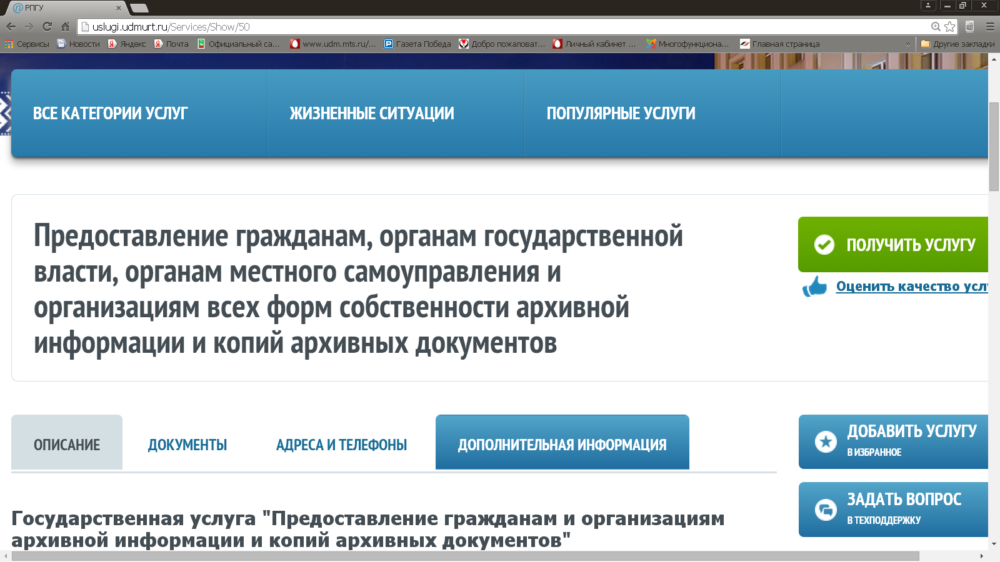 РПГУ
uslugi.udmurt.ru/Services/Show/50
Сервисы
Новости
Яндекс
Почта
Официальный са...
www.udm.mts.ru/...
Газета Победа
Добро пожаловат...
Личный кабинет ...
Многофункциона...
Главная страница
»
Другие закладки
ВСЕ КАТЕГОРИИ УСЛУГ
ЖИЗНЕННЫЕ СИТУАЦИИ
ПОПУЛЯРНЫЕ УСЛУГИ
Предоставление гражданам, органам государственной
власти, органам местного самоуправления и
организациям всех форм собственности архивной
информации и копий архивных документов
ПОЛУЧИТЬ УСЛУГУ
Оценить качество усл
ОПИСАНИЕ
ДОКУМЕНТЫ
АДРЕСА И ТЕЛЕФОНЫ
ДОПОЛНИТЕЛЬНАЯ ИНФОРМАЦИЯ
ДОБАВИТЬ УСЛУГУ
В ИЗБРАННОЕ
ЗАДАТЬ ВОПРОС
В ТЕХПОДДЕРЖКУ
Государственная услуга "Предоставление гражданам и организациям
архивной информации и копий архивных документов"